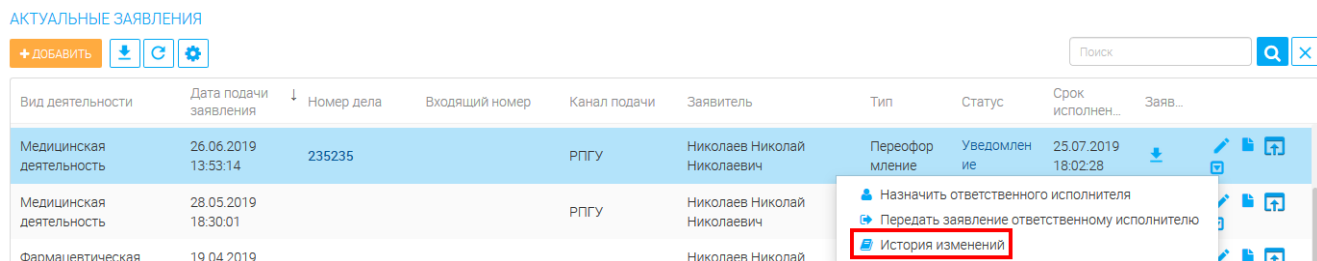 АКТУАЛЬНЫЕ ЗАЯВЛЕНИЯ
+ ДОБАВИТЬ
Поиск
Вид деятельности
Дата подачи
заявления
Номер дела
Входящий номер
Канал подачи
Заявитель
Тип
Статус
Срок
исполнен...
Заяв...
Медицинская
деятельность
26.06.2019
13:53:14
235235
РПГУ
Николаев Николай
Николаевич
Переофор
мление
Уведомлен
ие
25.07.2019
18:02:28
Медицинская
деятельность
28.05.2019
18:30:01
РПГУ
Николаев Николай
Николаевич
Назначить ответственного исполнителя
Передать заявление ответственному исполнителю
История изменений
Фармацевтическая
19.04.2019
Николаев Николай